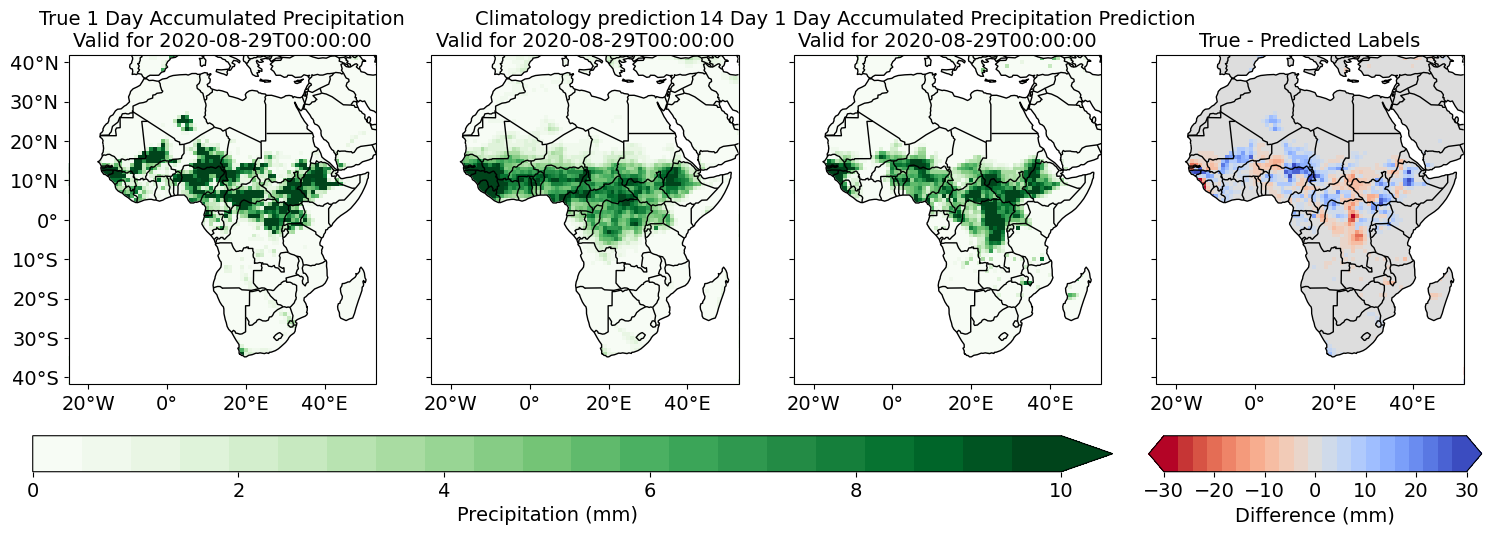 True 1 Day Accumulated Precipitation
Valid for 2020-08-29T00:00:00
Climatology prediction
Valid for 2020-08-29T00:00:00
14 Day 1 Day Accumulated Precipitation Prediction
Valid for 2020-08-29T00:00:00
True - Predicted Labels
40°N
30°N
20°N
10°N
0°
10°S
20°S
30°S
40°S
20°W 0° 20°E 40°E
20°W 0° 20°E 40°E
20°W 0° 20°E 40°E
20°W 0° 20°E 40°E
0 2 4 6 8 10
Precipitation (mm)
−30 −20 −10 0 10 20 30
Difference (mm)